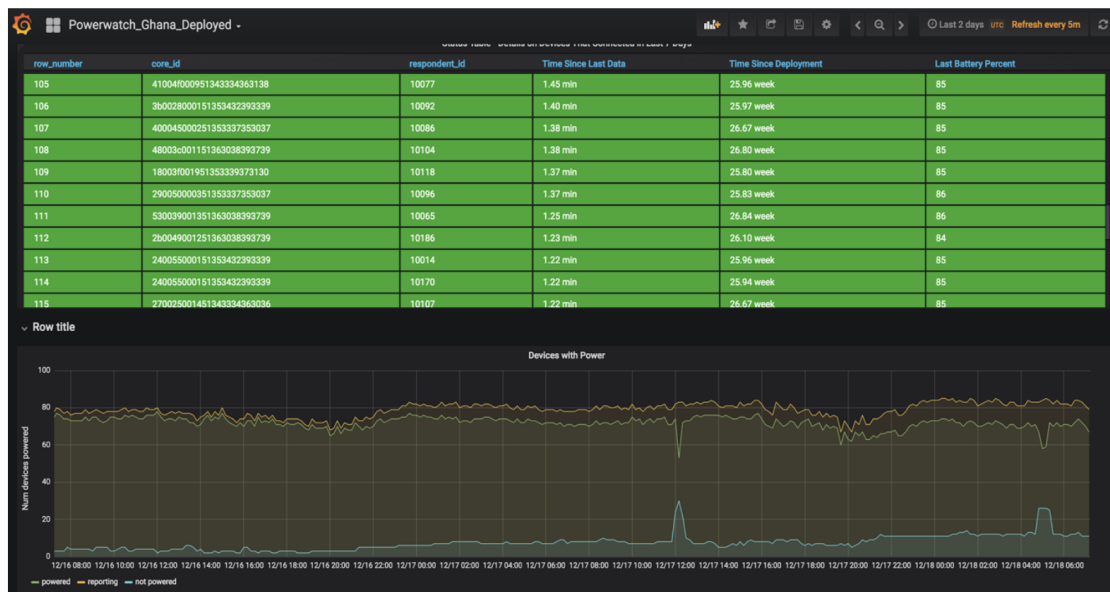 Powerwatch_Ghana_Deployed
Last 2 days UTC Refresh every 5m
Status Table - Details on Devices That Connected in Last 7 Days
row_number core_id respondent_id Time Since Last Data Time Since Deployment Last Battery Percent
105 41004f000951343334363138 10077 1.45 min 25.96 week 85
106 3b0028000151353432393339 10092 1.40 min 25.97 week 85
107 400045000251353337353037 10086 1.38 min 26.67 week 85
108 48003c001151363038393739 10104 1.38 min 26.80 week 85
109 18003f001951353339373130 10118 1.37 min 25.80 week 85
110 290050000351353337353037 10096 1.37 min 25.83 week 86
111 530039001351363038393739 10065 1.25 min 26.84 week 86
112 2b0049001251363038393739 10186 1.23 min 26.10 week 84
113 240055000151353432393339 10014 1.22 min 25.96 week 85
114 240055000151353432393339 10170 1.22 min 25.94 week 85
115 270025001451343334363036 10107 1.22 min 26.67 week 85
Row title
Devices with Power
Num devices powered
100
80
60
40
20
0
12/16 08:00 12/16 10:00 12/16 12:00 12/16 14:00 12/16 16:00 12/16 18:00 12/16 20:00 12/16 22:00 12/17 00:00 12/17 02:00 12/17 04:00 12/17 06:00 12/17 08:00 12/17 10:00 12/17 12:00 12/17 14:00 12/17 16:00 12/17 18:00 12/17 20:00 12/17 22:00 12/18 00:00 12/18 02:00 12/18 04:00 12/18 06:00
powered reporting not powered